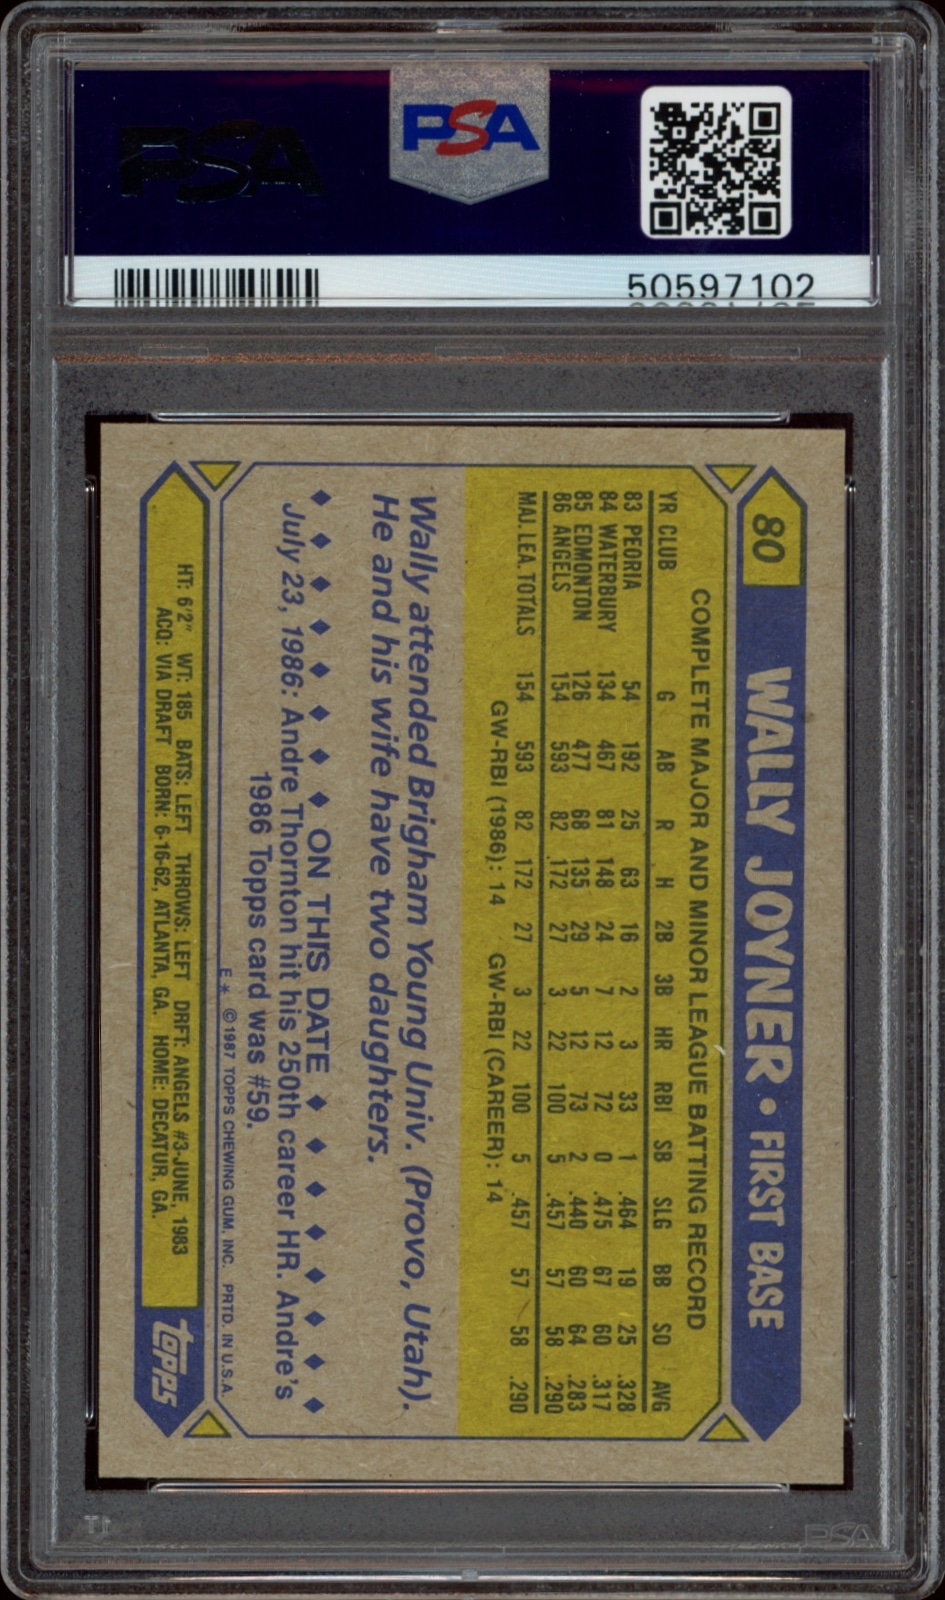 PSA
PSA
50597102
80
WALLY JOYNER • FIRST BASE
COMPLETE MAJOR AND MINOR LEAGUE BATTING RECORD
YR CLUB G AB R H 2B 3B HR RBI SB SLG BB SO AVG
83 PEORIA 54 192 25 63 16 2 3 33 1 .464 19 25 .328
84 WATERBURY 134 467 81 148 24 7 12 72 0 .475 67 60 .317
85 EDMONTON 126 477 68 135 29 5 12 73 2 .440 60 64 .283
86 ANGELS 154 593 82 172 27 3 22 100 5 .457 57 58 .290
MAJ. LEA. TOTALS 154 593 82 172 27 3 22 100 5 .457 57 58 .290
GW-RBI (1986): 14 GW-RBI (CAREER): 14
Wally attended Brigham Young Univ. (Provo, Utah).
He and his wife have two daughters.
ON THIS DATE
July 23, 1986: Andre Thornton hit his 250th career HR. Andre's
1986 Topps card was #59.
E* ©1987 TOPPS CHEWING GUM, INC. PRTD. IN U.S.A.
HT: 6'2" WT: 185 BATS: LEFT THROWS: LEFT DRFT: ANGELS #3-JUNE, 1983
ACQ: VIA DRAFT BORN: 6-16-62, ATLANTA, GA. HOME: DECATUR, GA.
topps
PSA